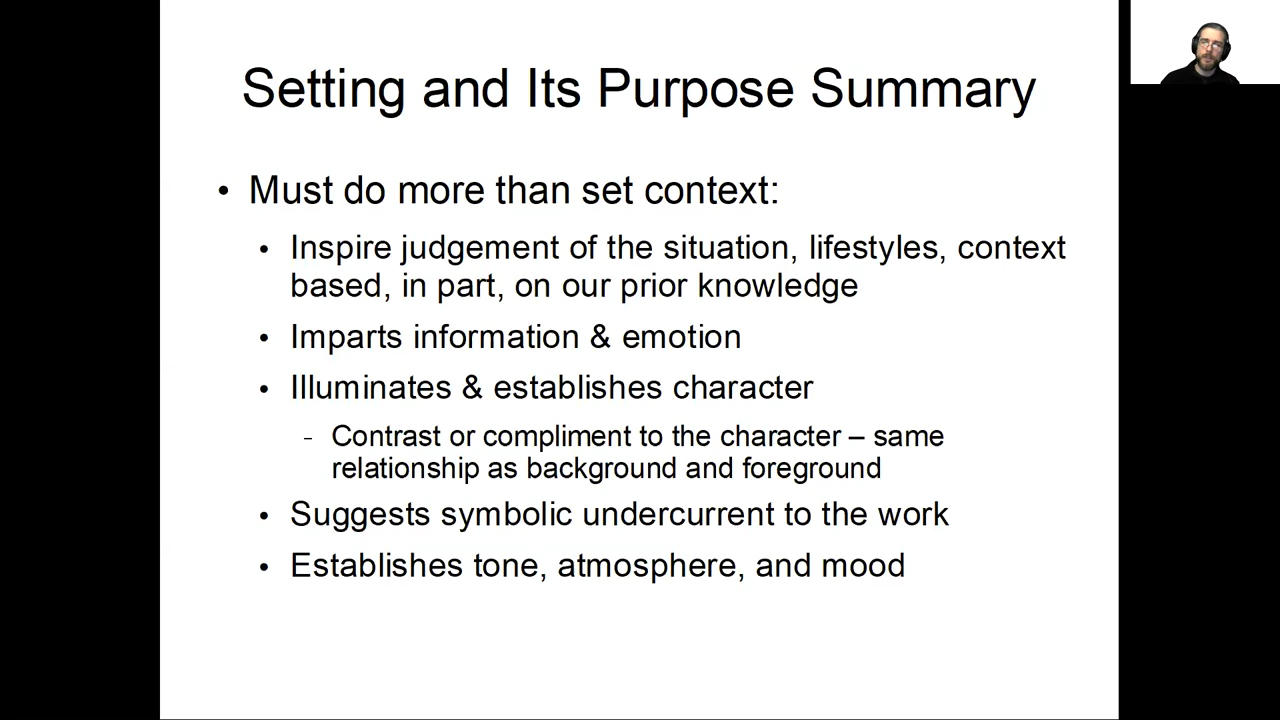 Setting and Its Purpose Summary
• Must do more than set context:
• Inspire judgement of the situation, lifestyles, context
based, in part, on our prior knowledge
• Imparts information & emotion
• Illuminates & establishes character
– Contrast or compliment to the character – same
relationship as background and foreground
• Suggests symbolic undercurrent to the work
• Establishes tone, atmosphere, and mood